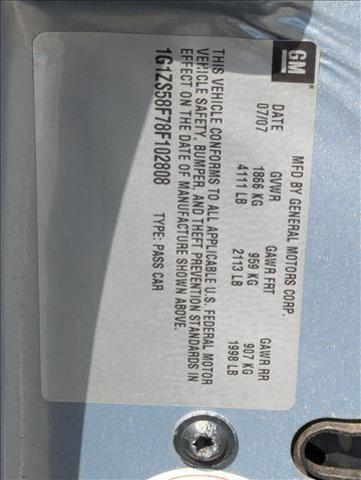 GM
MFD BY GENERAL MOTORS CORP.
DATE GVWR GAWR FRT GAWR RR
07/07 1866 KG 959 KG 907 KG
4111 LB 2113 LB 1998 LB
THIS VEHICLE CONFORMS TO ALL APPLICABLE U.S. FEDERAL MOTOR
VEHICLE SAFETY, BUMPER, AND THEFT PREVENTION STANDARDS IN
EFFECT ON THE DATE OF MANUFACTURE SHOWN ABOVE.
1G1ZS58F78F102808 TYPE: PASS CAR